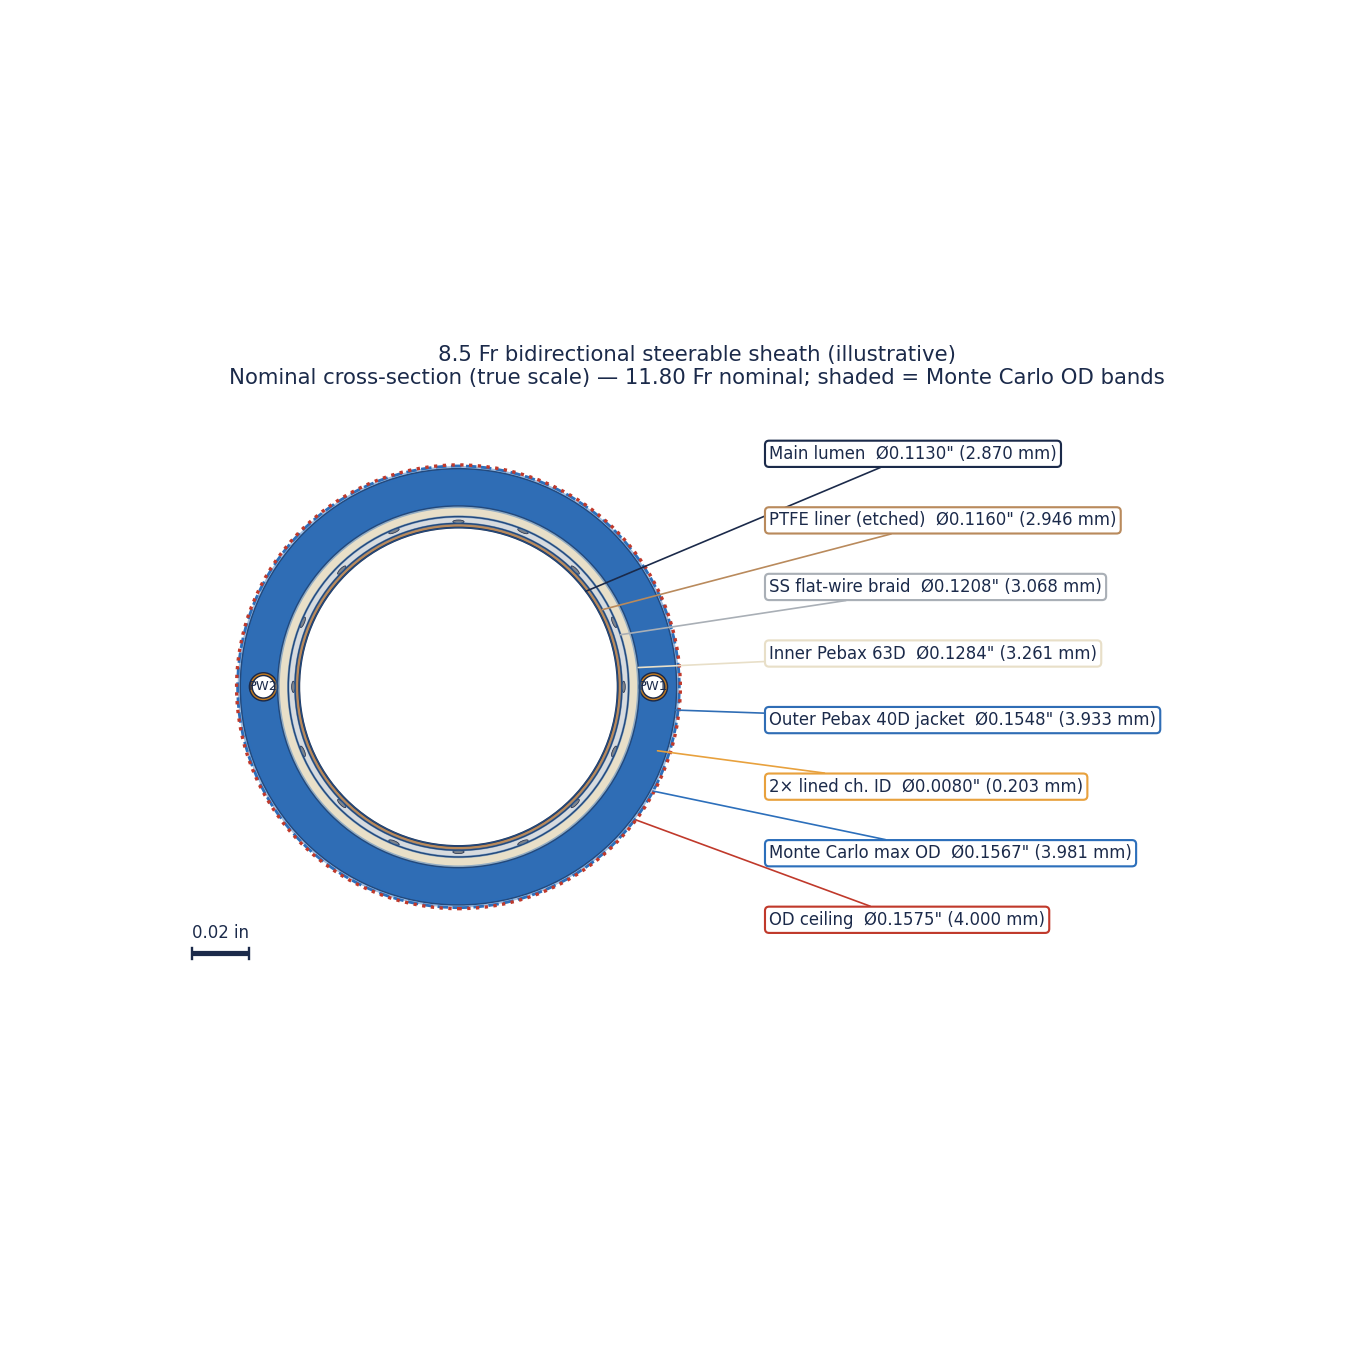 8.5 Fr bidirectional steerable sheath (illustrative)
Nominal cross-section (true scale) — 11.80 Fr nominal; shaded = Monte Carlo OD bands
Main lumen  Ø0.1130" (2.870 mm)
PTFE liner (etched)  Ø0.1160" (2.946 mm)
SS flat-wire braid  Ø0.1208" (3.068 mm)
Inner Pebax 63D  Ø0.1284" (3.261 mm)
PW2
PW1
Outer Pebax 40D jacket  Ø0.1548" (3.933 mm)
2× lined ch. ID  Ø0.0080" (0.203 mm)
Monte Carlo max OD  Ø0.1567" (3.981 mm)
OD ceiling  Ø0.1575" (4.000 mm)
0.02 in